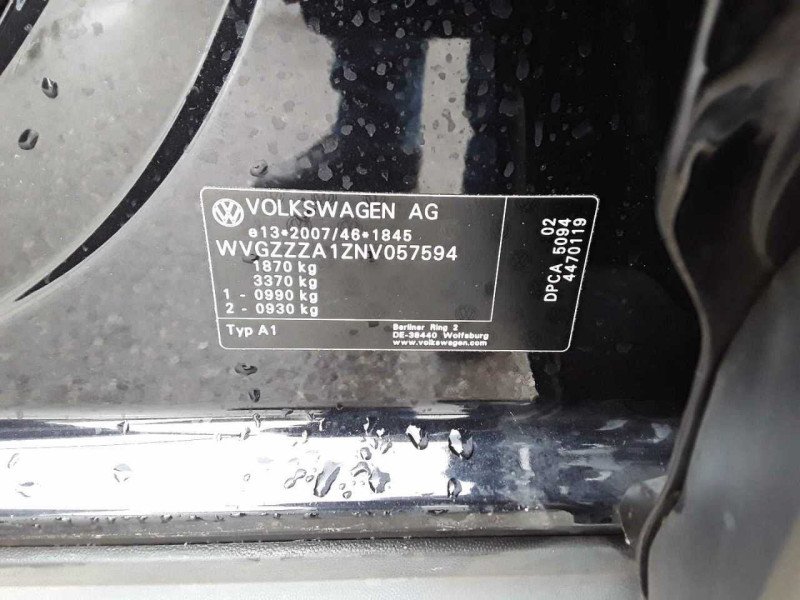 VOLKSWAGEN AG
e13*2007/46*1845
WVGZZZA1ZNV057594
1870 kg
3370 kg
1 - 0990 kg
2 - 0930 kg
Typ A1
Berliner Ring 2
DE-38440 Wolfsburg
www.volkswagen.com
02
DPCA 5094
4470119